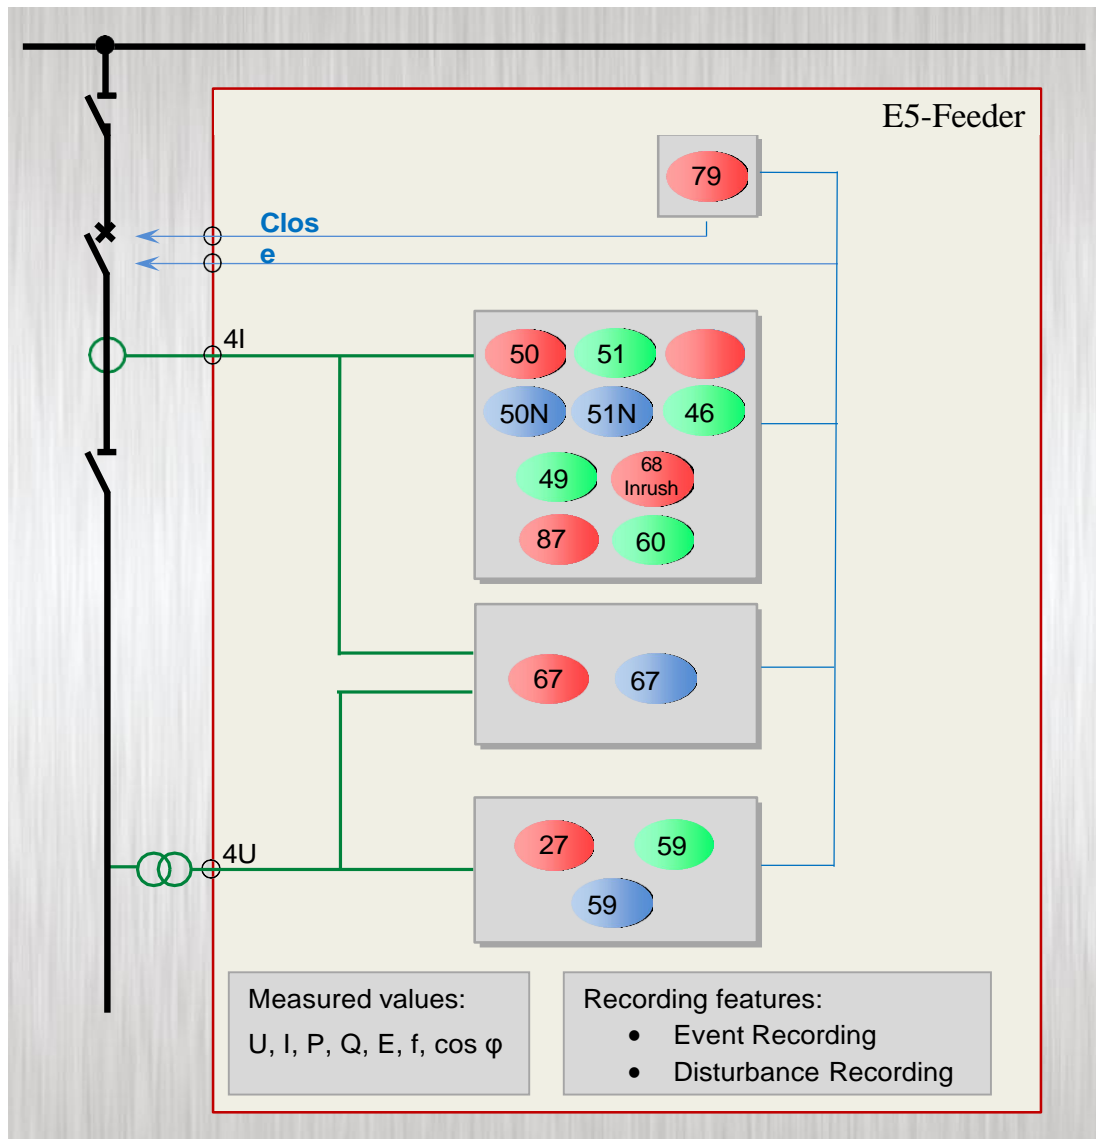 E5-Feeder
79
Clos
e
4I
50 51
50N 51N 46
49 68
Inrush
87 60
67 67
4U
27 59
59
Measured values:
U, I, P, Q, E, f, cos φ
Recording features:
• Event Recording
• Disturbance Recording